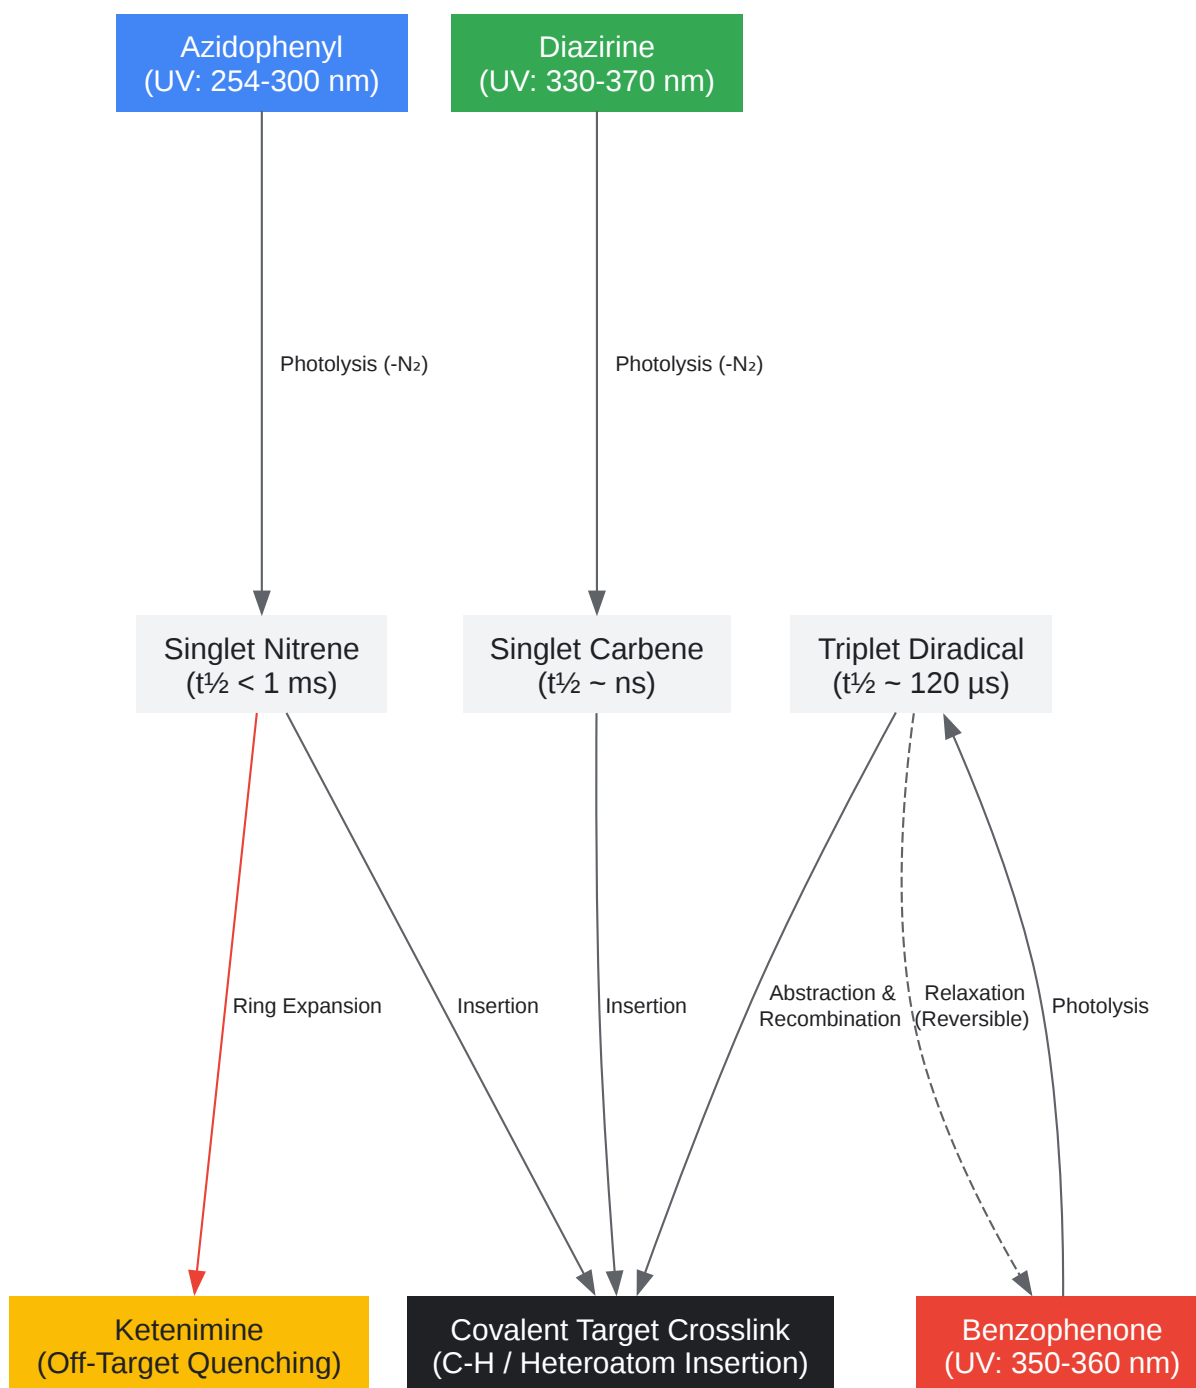 Azidophenyl
(UV: 254-300 nm)
Diazirine
(UV: 330-370 nm)
Photolysis (-N₂)
Photolysis (-N₂)
Singlet Nitrene
(t½ < 1 ms)
Singlet Carbene
(t½ ~ ns)
Triplet Diradical
(t½ ~ 120 µs)
Ring Expansion
Insertion
Insertion
Abstraction &
Recombination
Relaxation
(Reversible)
Photolysis
Ketenimine
(Off-Target Quenching)
Covalent Target Crosslink
(C-H / Heteroatom Insertion)
Benzophenone
(UV: 350-360 nm)